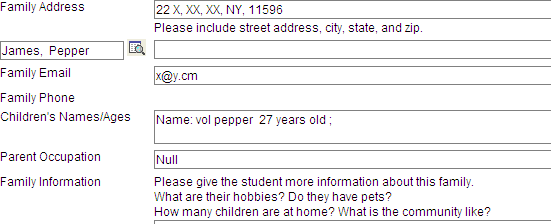 Family Address 22 X, XX, XX, NY, 11596
Please include street address, city, state, and zip.
James, Pepper
Family Email x@y.cm
Family Phone
Children's Names/Ages Name: vol pepper 27 years old ;
Parent Occupation Null
Family Information Please give the student more information about this family.
What are their hobbies? Do they have pets?
How many children are at home? What is the community like?